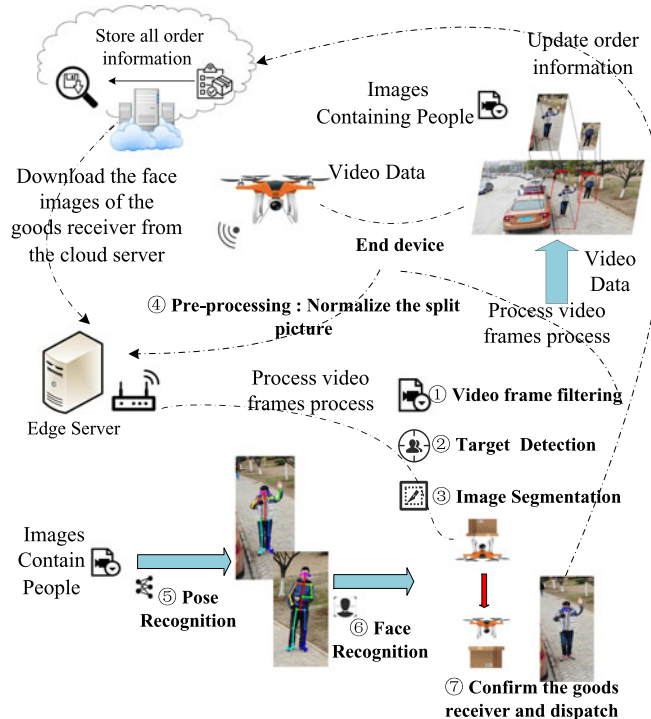 Store all order
information
Update order
information
Images
Containing People
Video Data
Download the face
images of the
goods receiver from
the cloud server
End device
Video
Data
④ Pre-processing : Normalize the split
picture
Process video
frames process
Process video
frames process
Edge Server
① Video frame filtering
② Target Detection
③ Image Segmentation
Images
Contain
People
⑤ Pose
Recognition
⑥ Face
Recognition
⑦ Confirm the goods
receiver and dispatch